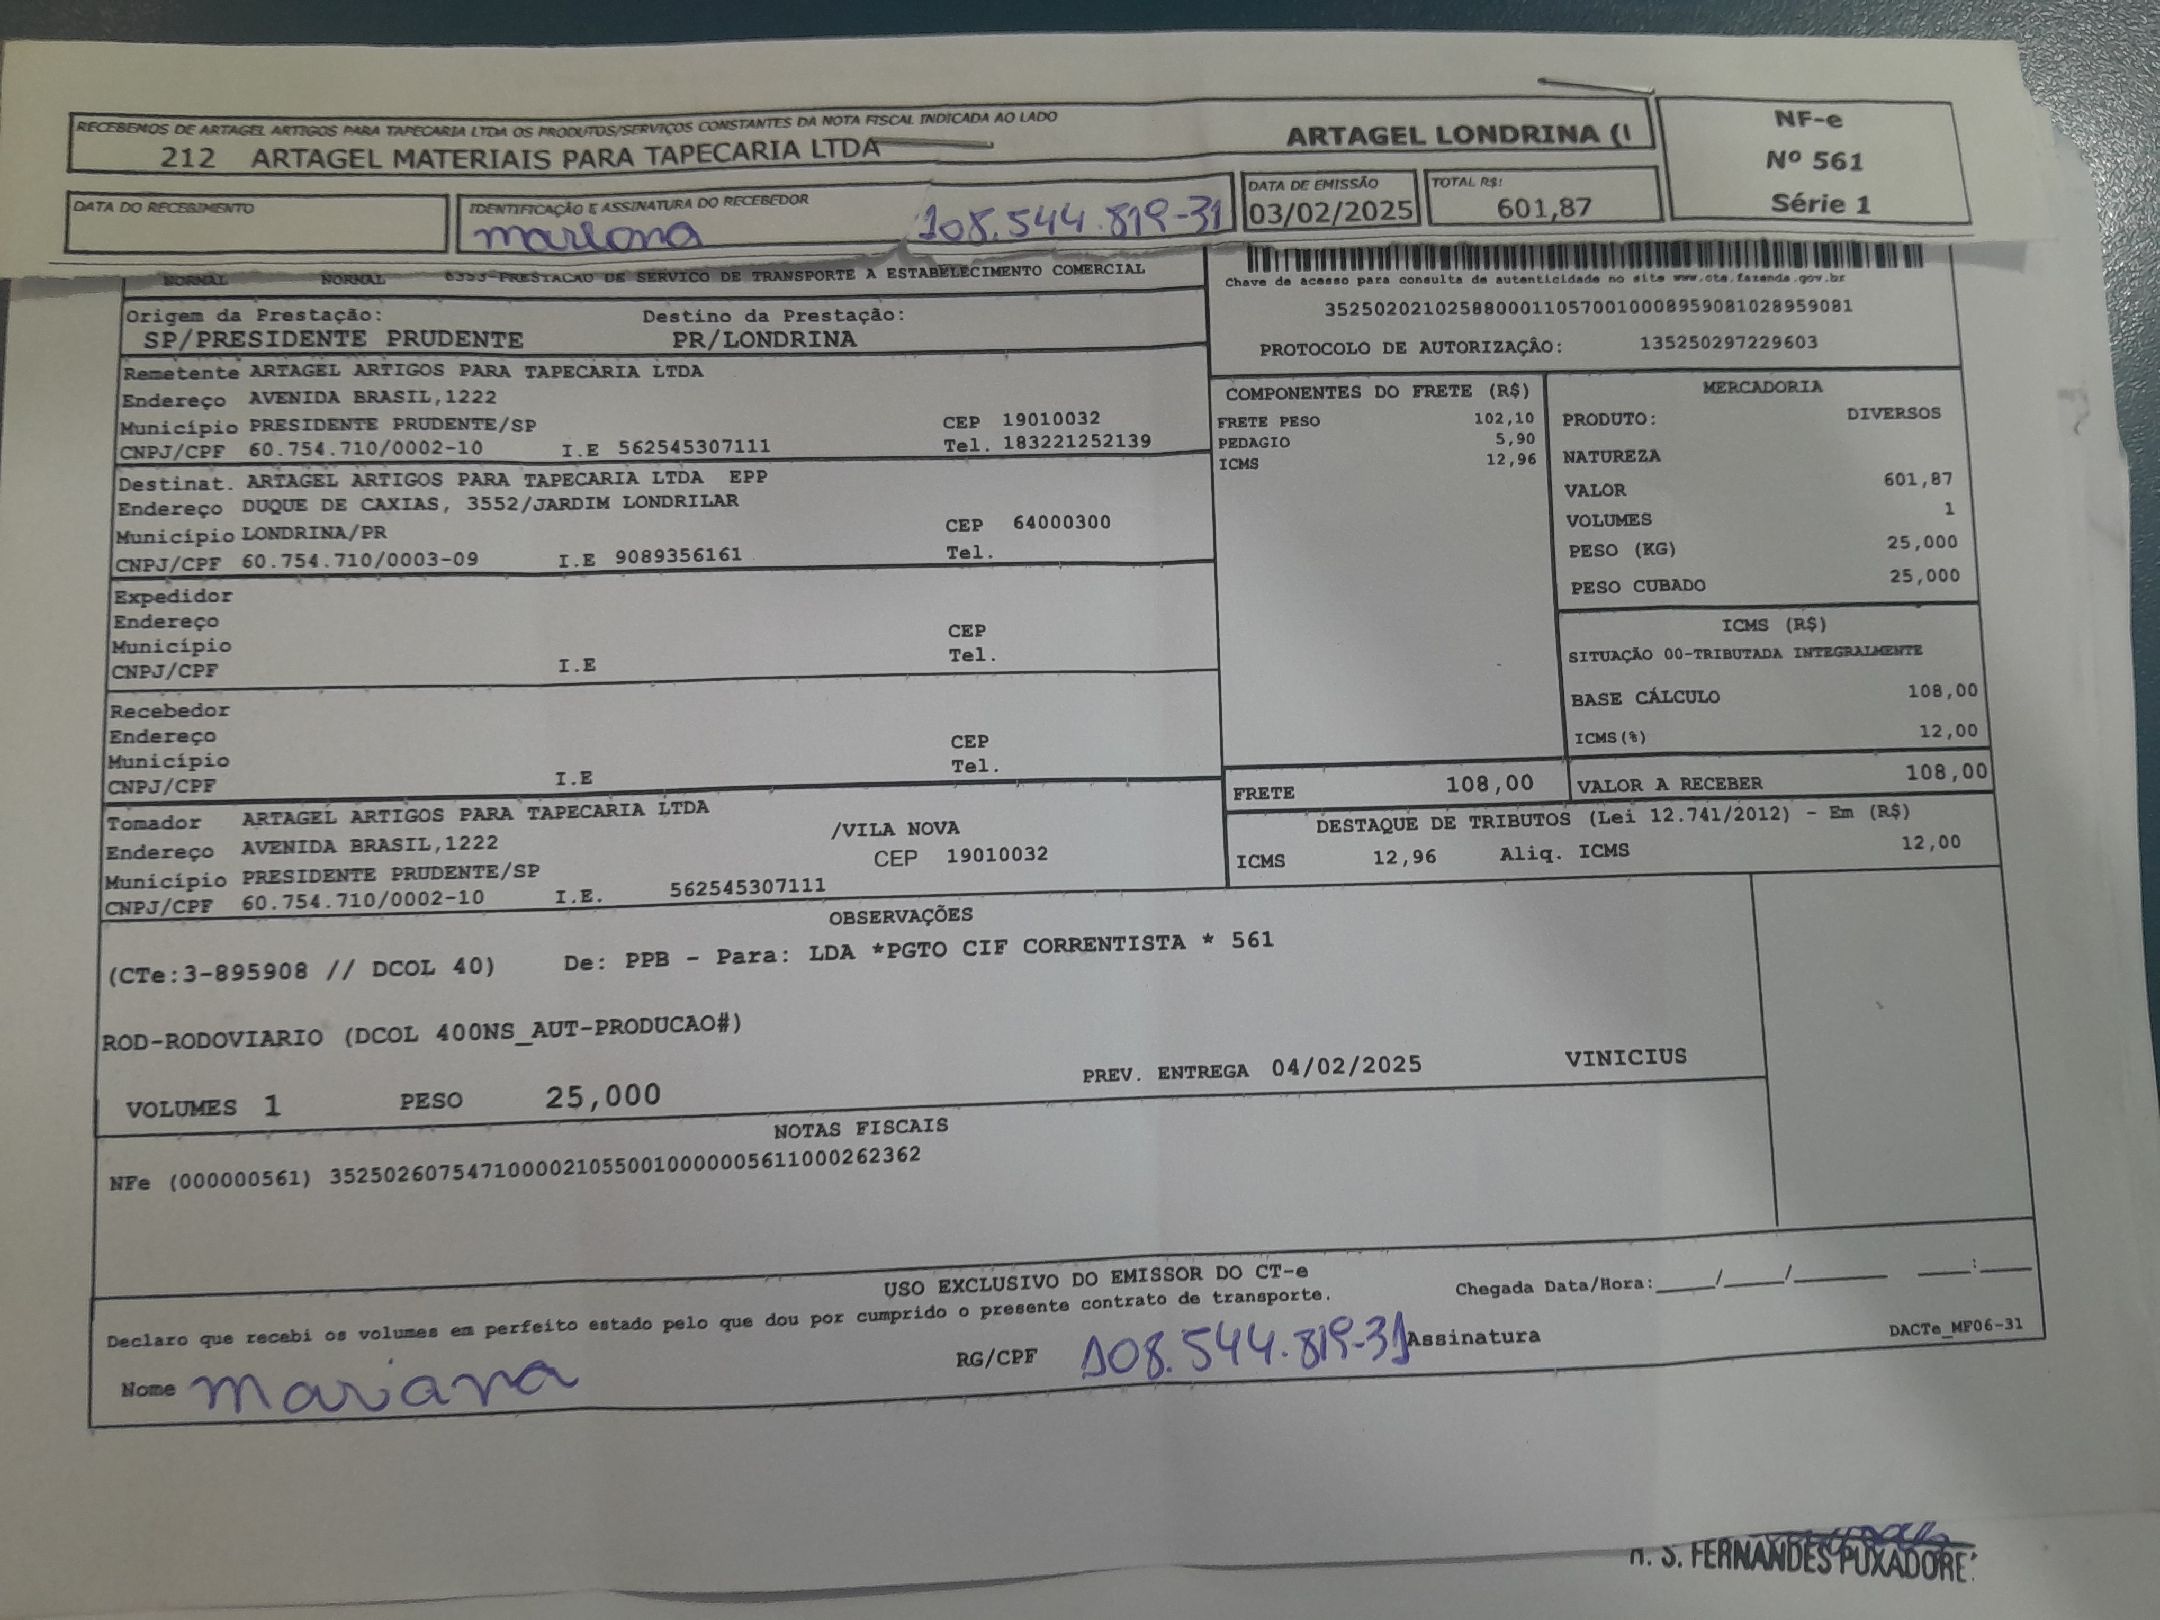 RECEBEMOS DE ARTAGEL ARTIGOS PARA TAPECARIA LTDA OS PRODUTOS/SERVIÇOS CONSTANTES DA NOTA FISCAL INDICADA AO LADO
212 ARTAGEL MATERIAIS PARA TAPECARIA LTDA
ARTAGEL LONDRINA (
NF-e
Nº 561
Série 1
DATA DO RECEBIMENTO
IDENTIFICAÇÃO E ASSINATURA DO RECEBEDOR
mariana 108.544.819-31
DATA DE EMISSÃO
03/02/2025
TOTAL R$:
601,87
NORMAL NORMAL 6353-PRESTACAO DE SERVICO DE TRANSPORTE A ESTABELECIMENTO COMERCIAL
Chave de acesso para consulta de autenticidade no site www.cte.fazenda.gov.br
35250202102588000110570010008959081028959081
PROTOCOLO DE AUTORIZAÇÃO: 135250297229603
Origem da Prestação: Destino da Prestação:
SP/PRESIDENTE PRUDENTE PR/LONDRINA
Remetente ARTAGEL ARTIGOS PARA TAPECARIA LTDA
Endereço AVENIDA BRASIL,1222
Município PRESIDENTE PRUDENTE/SP CEP 19010032
CNPJ/CPF 60.754.710/0002-10 I.E 562545307111 Tel. 183221252139
Destinat. ARTAGEL ARTIGOS PARA TAPECARIA LTDA EPP
Endereço DUQUE DE CAXIAS, 3552/JARDIM LONDRILAR
Município LONDRINA/PR CEP 64000300
CNPJ/CPF 60.754.710/0003-09 I.E 9089356161 Tel.
Expedidor
Endereço
Município CEP
CNPJ/CPF I.E Tel.
Recebedor
Endereço
Município CEP
CNPJ/CPF I.E Tel.
Tomador ARTAGEL ARTIGOS PARA TAPECARIA LTDA
Endereço AVENIDA BRASIL,1222 /VILA NOVA
Município PRESIDENTE PRUDENTE/SP CEP 19010032
CNPJ/CPF 60.754.710/0002-10 I.E. 562545307111
COMPONENTES DO FRETE (R$)
FRETE PESO 102,10
PEDAGIO 5,90
ICMS 12,96
MERCADORIA
PRODUTO: DIVERSOS
NATUREZA
VALOR 601,87
VOLUMES 1
PESO (KG) 25,000
PESO CUBADO 25,000
ICMS (R$)
SITUAÇÃO 00-TRIBUTADA INTEGRALMENTE
BASE CÁLCULO 108,00
ICMS(%) 12,00
FRETE 108,00 VALOR A RECEBER 108,00
DESTAQUE DE TRIBUTOS (Lei 12.741/2012) - Em (R$)
ICMS 12,96 Aliq. ICMS 12,00
OBSERVAÇÕES
(CTe:3-895908 // DCOL 40) De: PPB - Para: LDA *PGTO CIF CORRENTISTA * 561
ROD-RODOVIARIO (DCOL 400NS_AUT-PRODUCAO#)
VOLUMES 1 PESO 25,000 PREV. ENTREGA 04/02/2025 VINICIUS
NOTAS FISCAIS
NFe (000000561) 35250260754710000210550010000005611000262362
USO EXCLUSIVO DO EMISSOR DO CT-e
Declaro que recebi os volumes em perfeito estado pelo que dou por cumprido o presente contrato de transporte.
Chegada Data/Hora:____/____/______ ___:___
Nome mariana RG/CPF 108.544.819-31 Assinatura
DACTe_MF06-31
S. FERNANDES PUXADORE